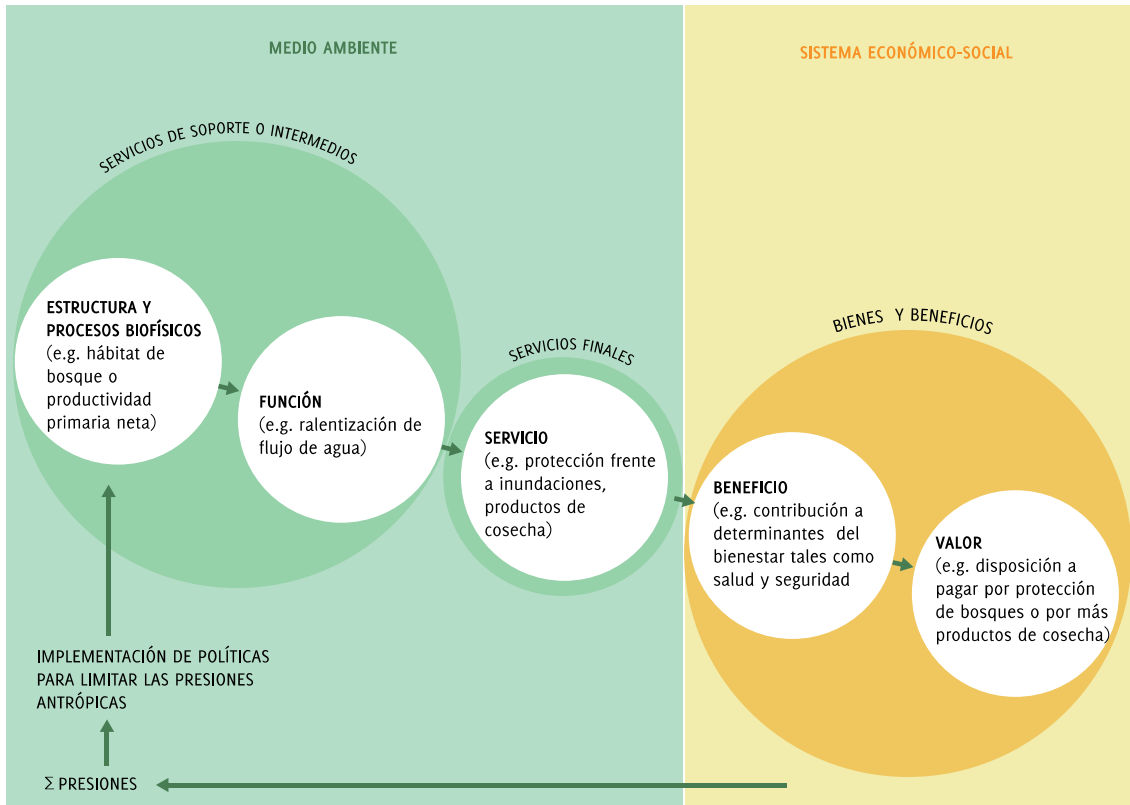 MEDIO AMBIENTE
SISTEMA ECONÓMICO-SOCIAL
SERVICIOS DE SOPORTE O INTERMEDIOS
ESTRUCTURA Y
PROCESOS BIOFÍSICOS
(e.g. hábitat de
bosque o
productividad
primaria neta)
FUNCIÓN
(e.g. ralentización de
flujo de agua)
SERVICIOS FINALES
SERVICIO
(e.g. protección frente
a inundaciones,
productos de
cosecha)
BIENES Y BENEFICIOS
BENEFICIO
(e.g. contribución a
determinantes del
bienestar tales como
salud y seguridad
VALOR
(e.g. disposición a
pagar por protección
de bosques o por más
productos de cosecha)
IMPLEMENTACIÓN DE POLÍTICAS
PARA LIMITAR LAS PRESIONES
ANTRÓPICAS
Σ PRESIONES